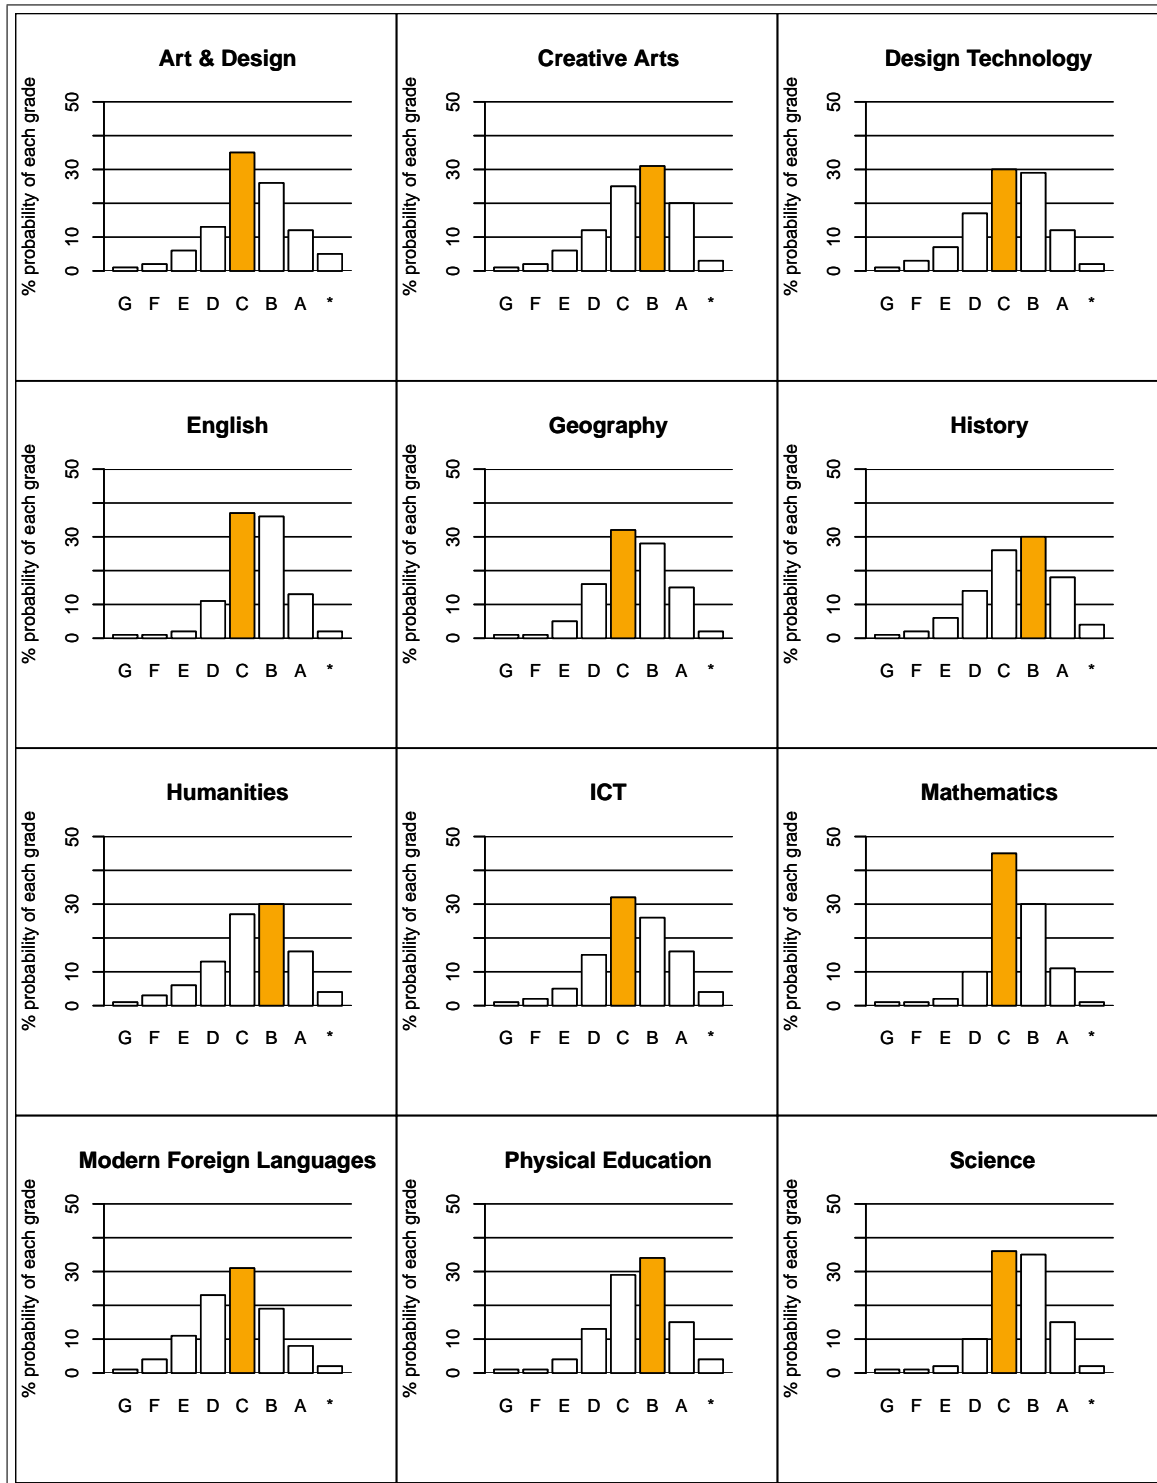 Art & Design
% probability of each grade
50
30
10
0
G F E D C B A *
Creative Arts
% probability of each grade
50
30
10
0
G F E D C B A *
Design Technology
% probability of each grade
50
30
10
0
G F E D C B A *
English
% probability of each grade
50
30
10
0
G F E D C B A *
Geography
% probability of each grade
50
30
10
0
G F E D C B A *
History
% probability of each grade
50
30
10
0
G F E D C B A *
Humanities
% probability of each grade
50
30
10
0
G F E D C B A *
ICT
% probability of each grade
50
30
10
0
G F E D C B A *
Mathematics
% probability of each grade
50
30
10
0
G F E D C B A *
Modern Foreign Languages
% probability of each grade
50
30
10
0
G F E D C B A *
Physical Education
% probability of each grade
50
30
10
0
G F E D C B A *
Science
% probability of each grade
50
30
10
0
G F E D C B A *